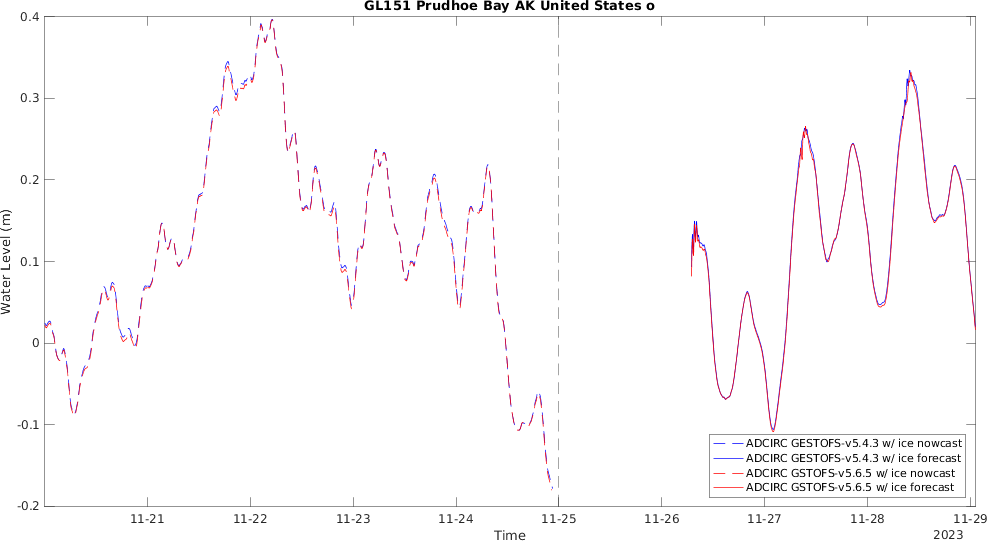 GL151 Prudhoe Bay AK United States o
0.4
0.3
0.2
0.1
0
-0.1
-0.2
Water Level (m)
ADCIRC GESTOFS-v5.4.3 w/ ice nowcast
ADCIRC GESTOFS-v5.4.3 w/ ice forecast
ADCIRC GSTOFS-v5.6.5 w/ ice nowcast
ADCIRC GSTOFS-v5.6.5 w/ ice forecast
11-21 11-22 11-23 11-24 11-25 11-26 11-27 11-28 11-29
Time
2023